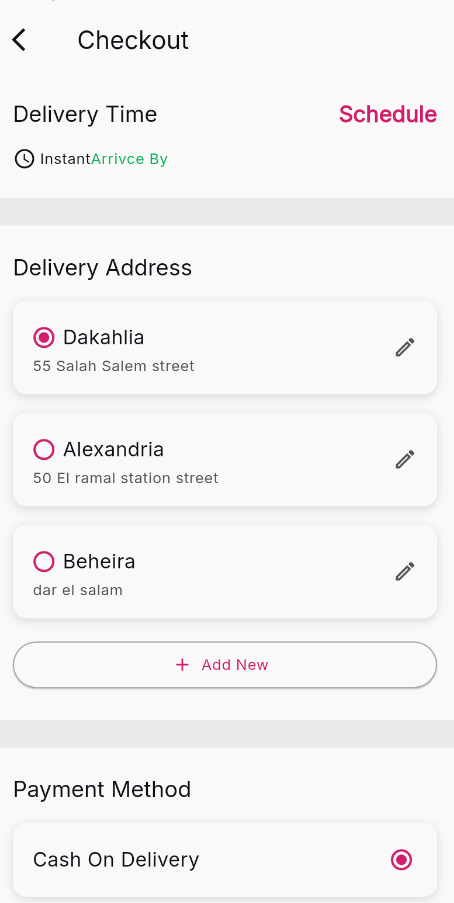 Checkout
Delivery Time Schedule
InstantArrivce By
Delivery Address
Dakahlia
55 Salah Salem street
Alexandria
50 El ramal station street
Beheira
dar el salam
+ Add New
Payment Method
Cash On Delivery